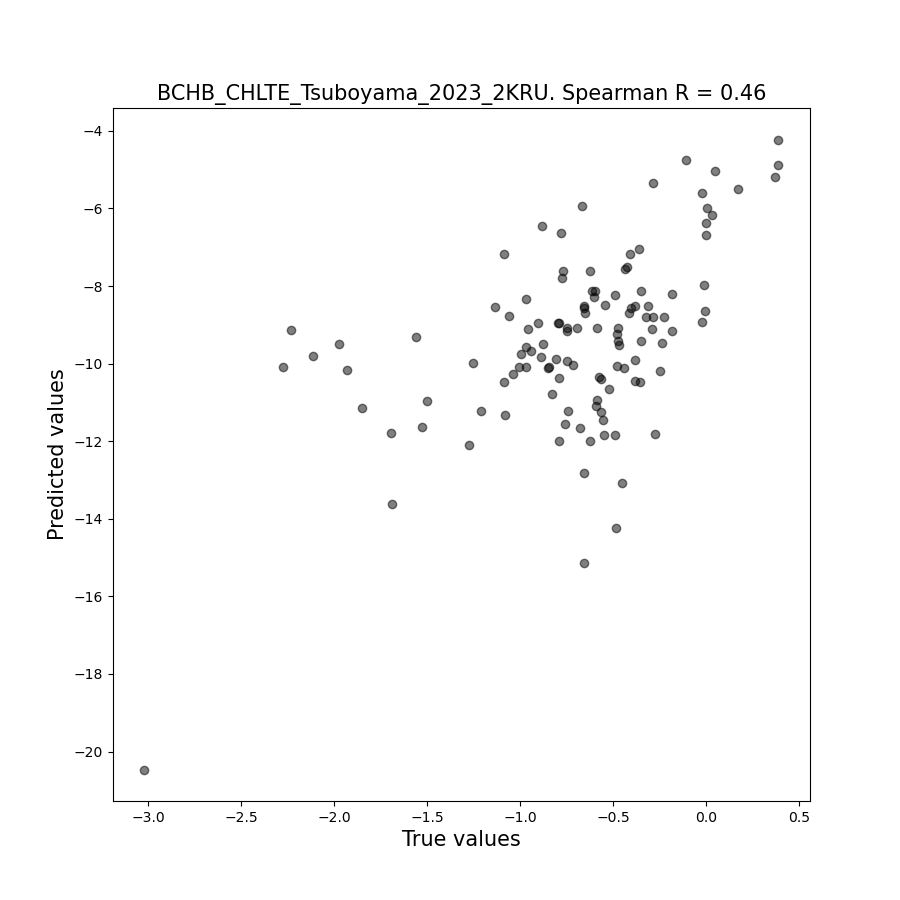 BCHB_CHLTE_Tsuboyama_2023_2KRU. Spearman R = 0.46
−4
−6
−8
−10
−12
−14
−16
−18
−20
Predicted values
−3.0 −2.5 −2.0 −1.5 −1.0 −0.5 0.0 0.5
True values